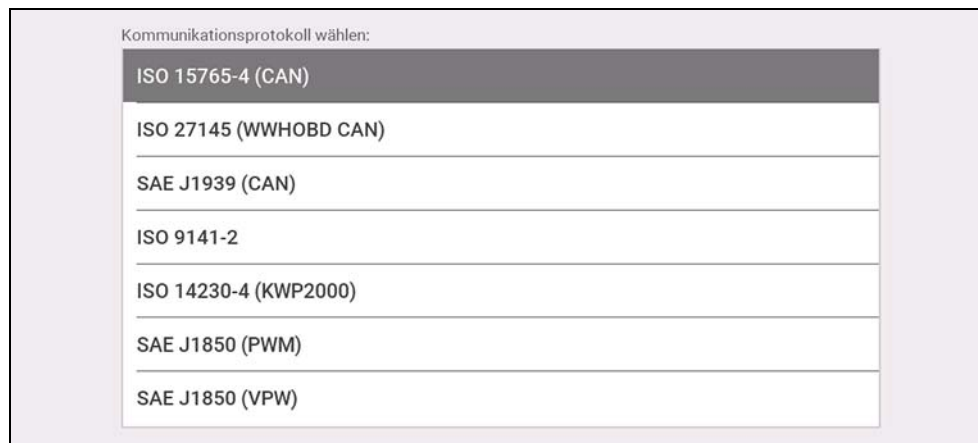 Kommunikationsprotokoll wählen:
ISO 15765-4 (CAN)
ISO 27145 (WWHOBD CAN)
SAE J1939 (CAN)
ISO 9141-2
ISO 14230-4 (KWP2000)
SAE J1850 (PWM)
SAE J1850 (VPW)